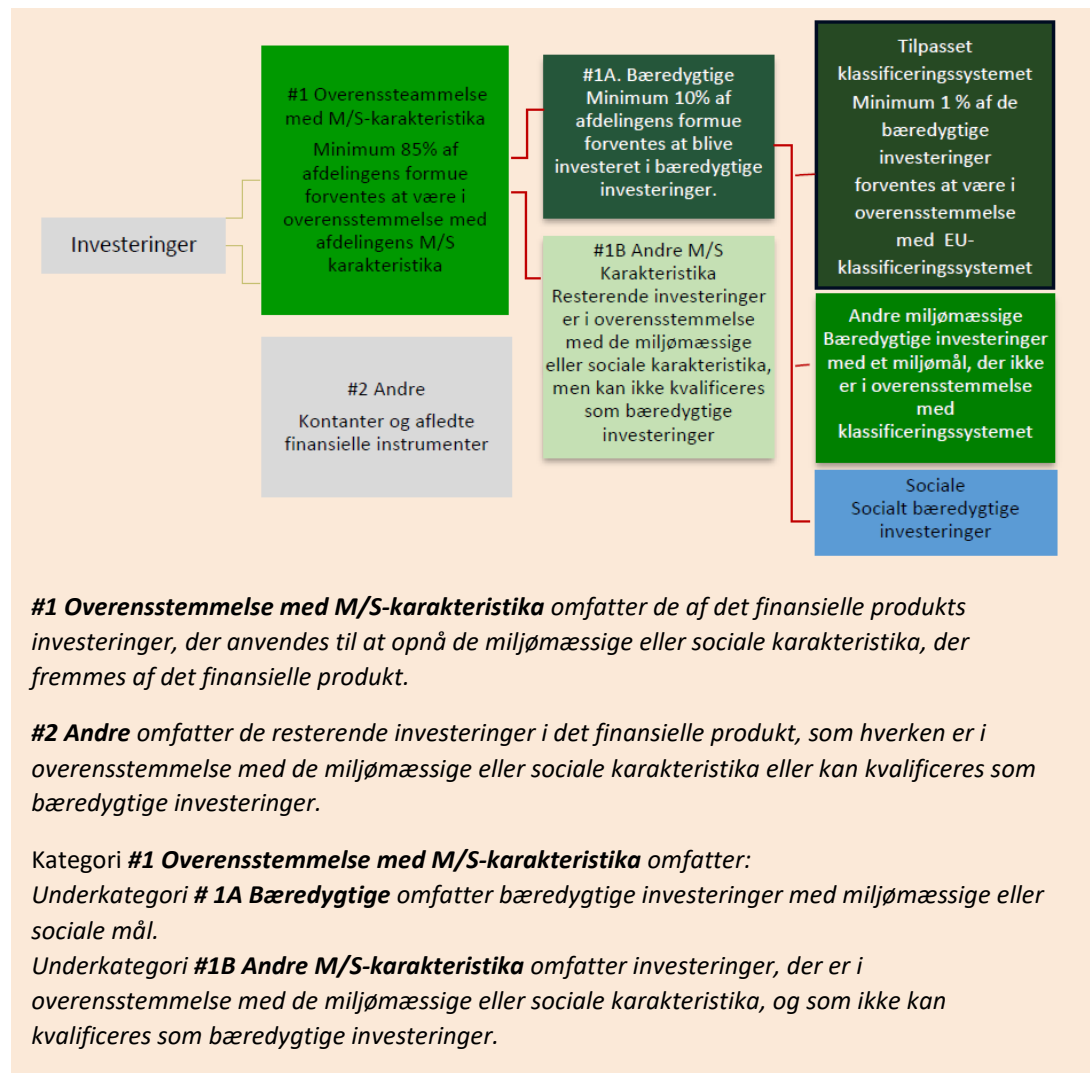 Investeringer
#1 Overenssteammelse
med M/S-karakteristika
Minimum 85% af
afdelingens formue
forventes at være i
overensstemmelse med
afdelingens M/S
karakteristika
#2 Andre
Kontanter og afledte
finansielle instrumenter
#1A. Bæredygtige
Minimum 10% af
afdelingens formue
forventes at blive
investeret i bæredygtige
investeringer.
#1B Andre M/S
Karakteristika
Resterende investeringer
er i overensstemmelse
med de miljømæssige
eller sociale karakteristika,
men kan ikke kvalificeres
som bæredygtige
investeringer
Tilpasset
klassificeringssystemet
Minimum 1 % af de
bæredygtige
investeringer
forventes at være i
overensstemmelse
med EU-
klassificeringssystemet
Andre miljømæssige
Bæredygtige investeringer
med et miljømål, der ikke
er i overensstemmelse
med
klassificeringssystemet
Sociale
Socialt bæredygtige
investeringer
#1 Overensstemmelse med M/S-karakteristika omfatter de af det finansielle produkts
investeringer, der anvendes til at opnå de miljømæssige eller sociale karakteristika, der
fremmes af det finansielle produkt.
#2 Andre omfatter de resterende investeringer i det finansielle produkt, som hverken er i
overensstemmelse med de miljømæssige eller sociale karakteristika eller kan kvalificeres som
bæredygtige investeringer.
Kategori #1 Overensstemmelse med M/S-karakteristika omfatter:
Underkategori # 1A Bæredygtige omfatter bæredygtige investeringer med miljømæssige eller
sociale mål.
Underkategori #1B Andre M/S-karakteristika omfatter investeringer, der er i
overensstemmelse med de miljømæssige eller sociale karakteristika, og som ikke kan
kvalificeres som bæredygtige investeringer.